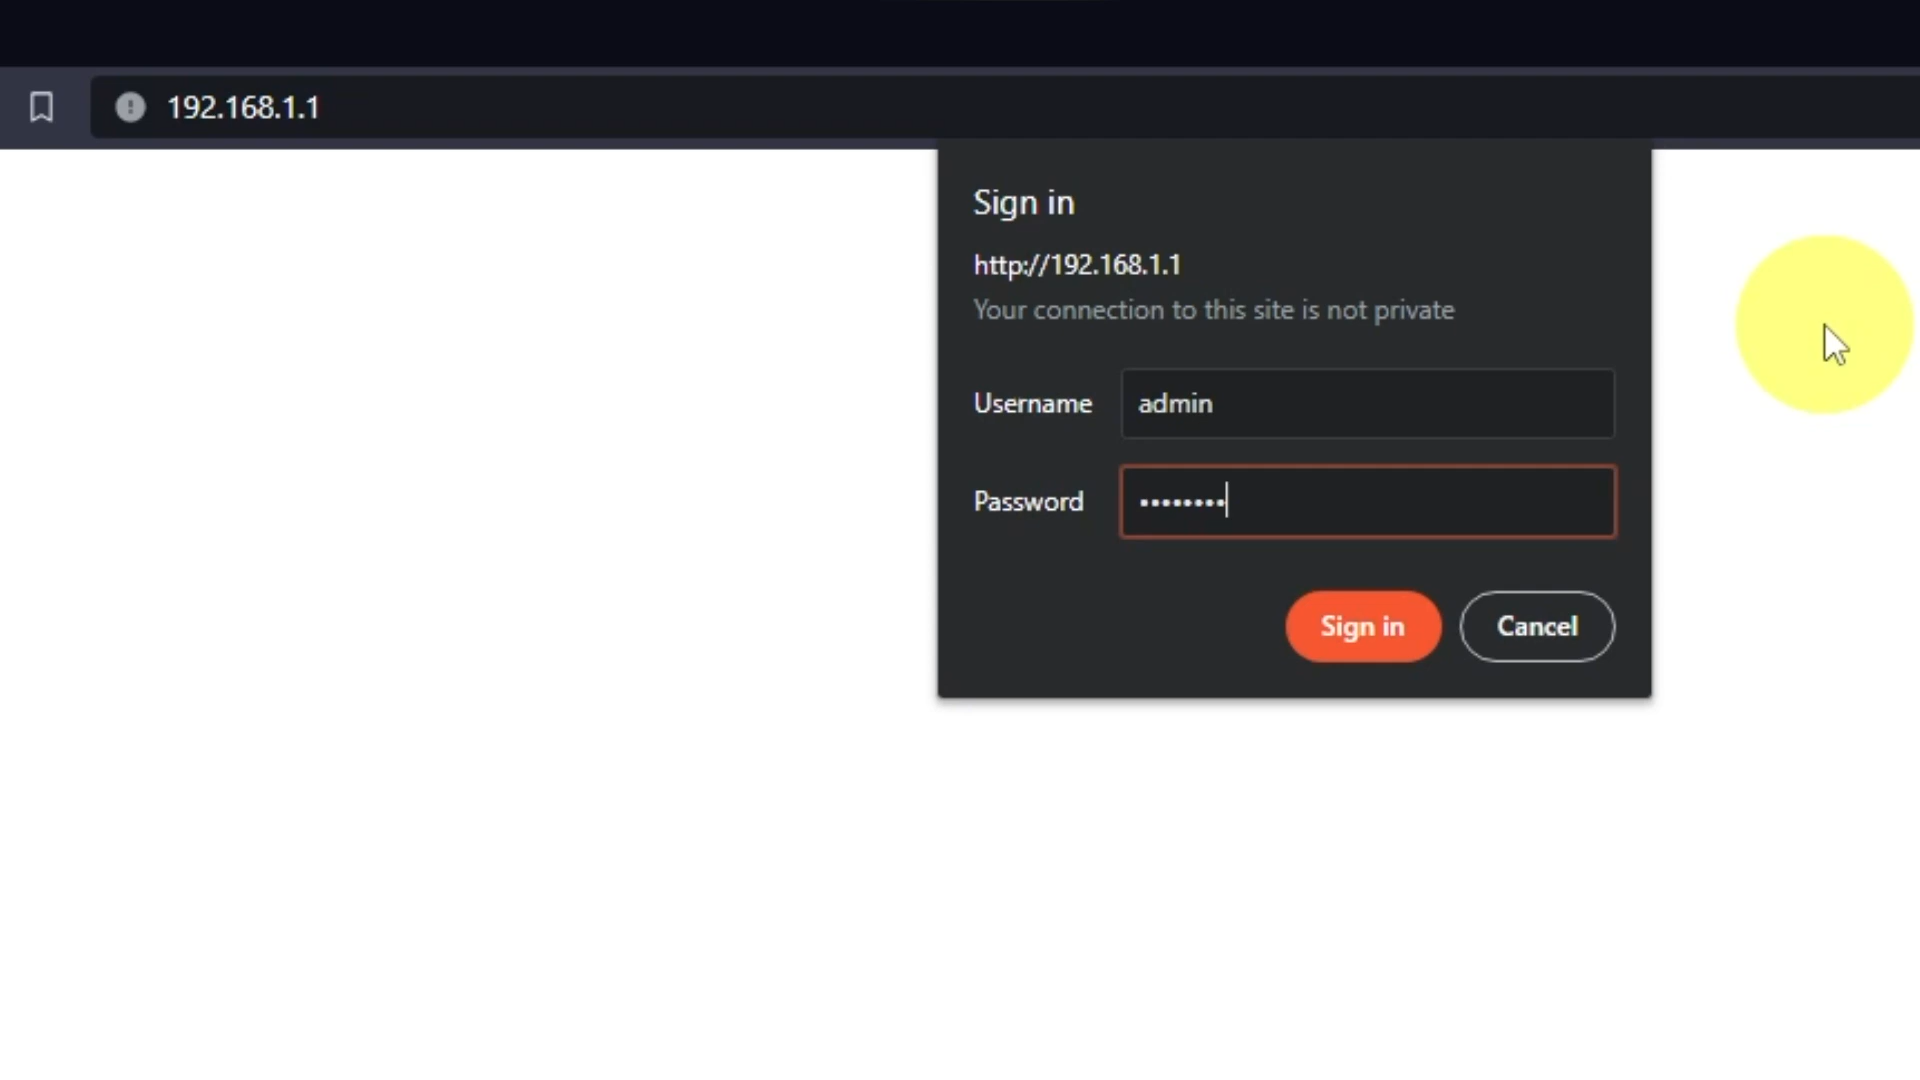 192.168.1.1
Sign in
http://192.168.1.1
Your connection to this site is not private
Username admin
Password ••••••••
Sign in Cancel